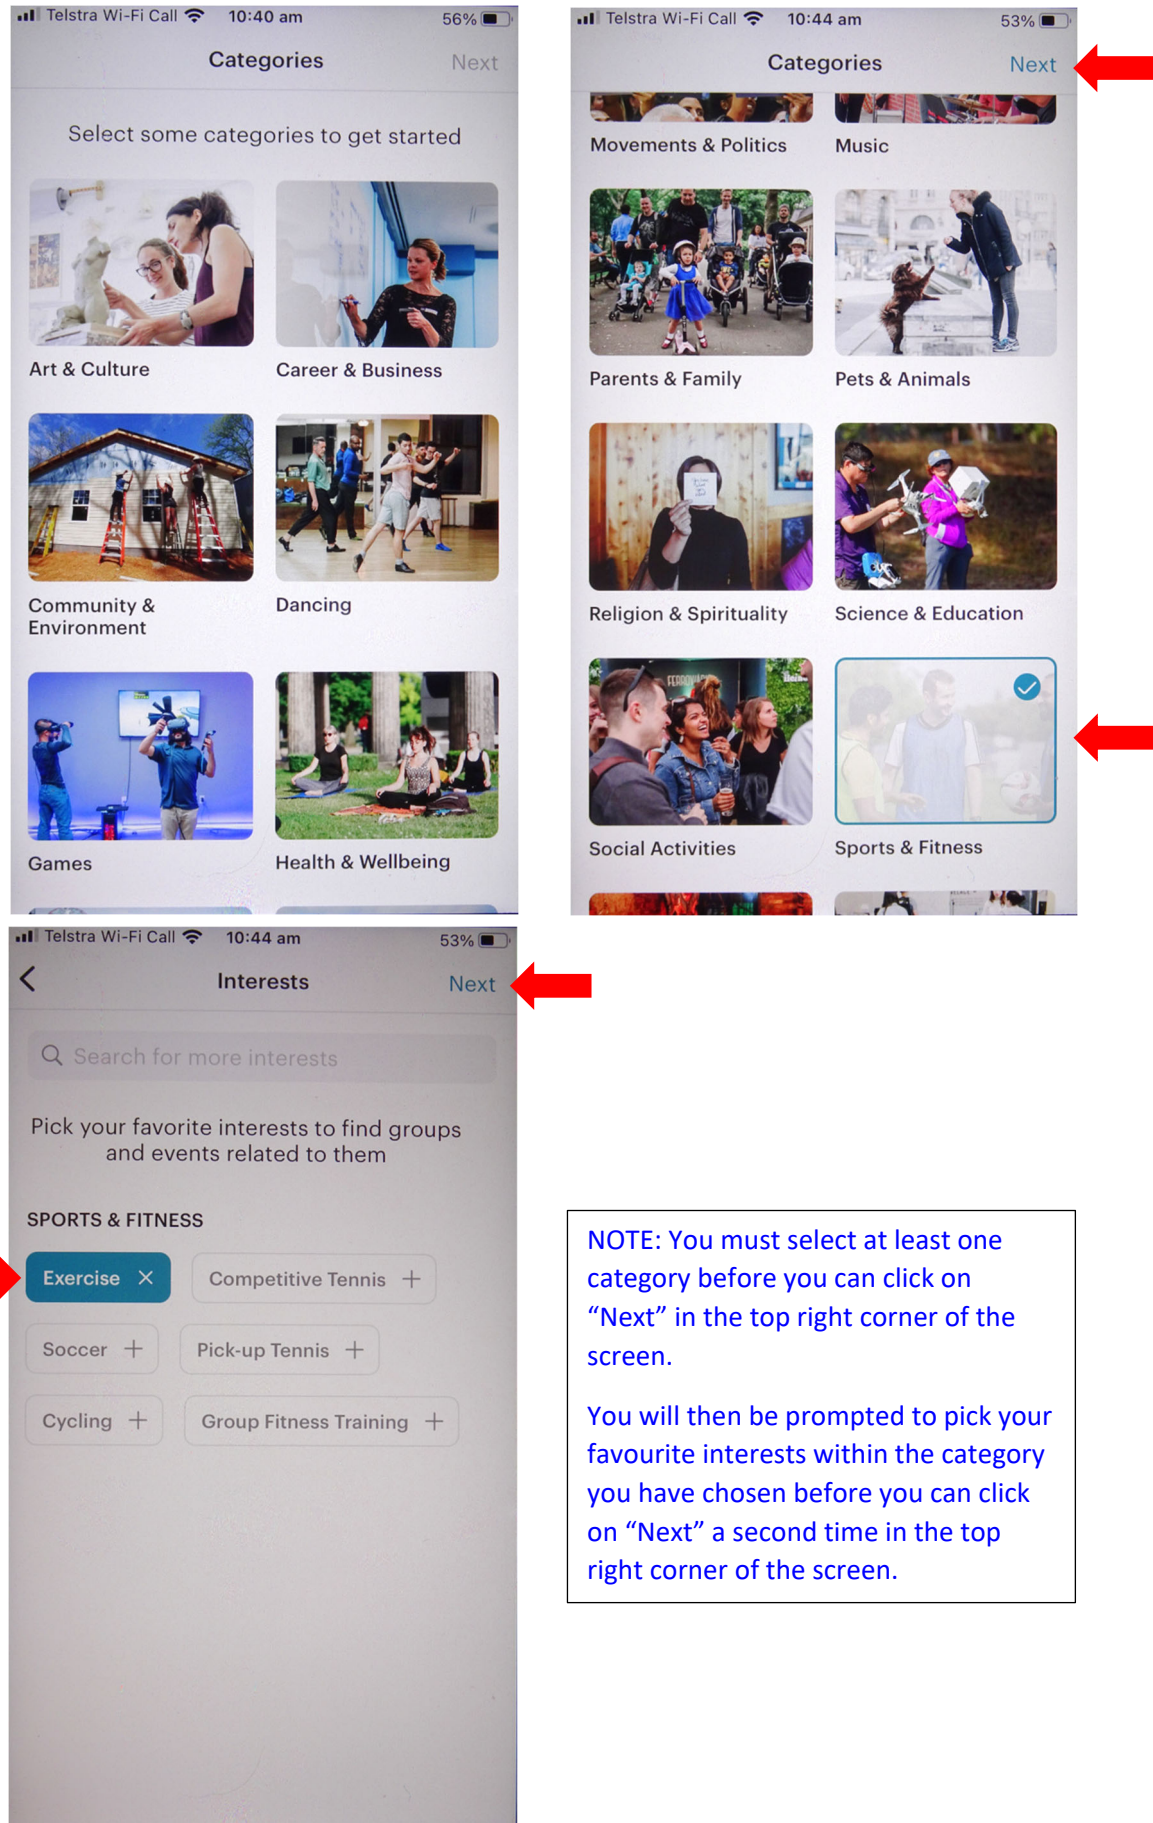 Telstra Wi-Fi Call 10:40 am 56%
Categories Next
Select some categories to get started
Art & Culture Career & Business
Community &
Environment
Dancing
Games Health & Wellbeing
Telstra Wi-Fi Call 10:44 am 53%
Categories Next
Movements & Politics Music
Parents & Family Pets & Animals
Religion & Spirituality Science & Education
Social Activities Sports & Fitness
Telstra Wi-Fi Call 10:44 am 53%
Interests Next
Search for more interests
Pick your favorite interests to find groups
and events related to them
SPORTS & FITNESS
Exercise × Competitive Tennis +
Soccer + Pick-up Tennis +
Cycling + Group Fitness Training +
NOTE: You must select at least one
category before you can click on
“Next” in the top right corner of the
screen.
You will then be prompted to pick your
favourite interests within the category
you have chosen before you can click
on “Next” a second time in the top
right corner of the screen.